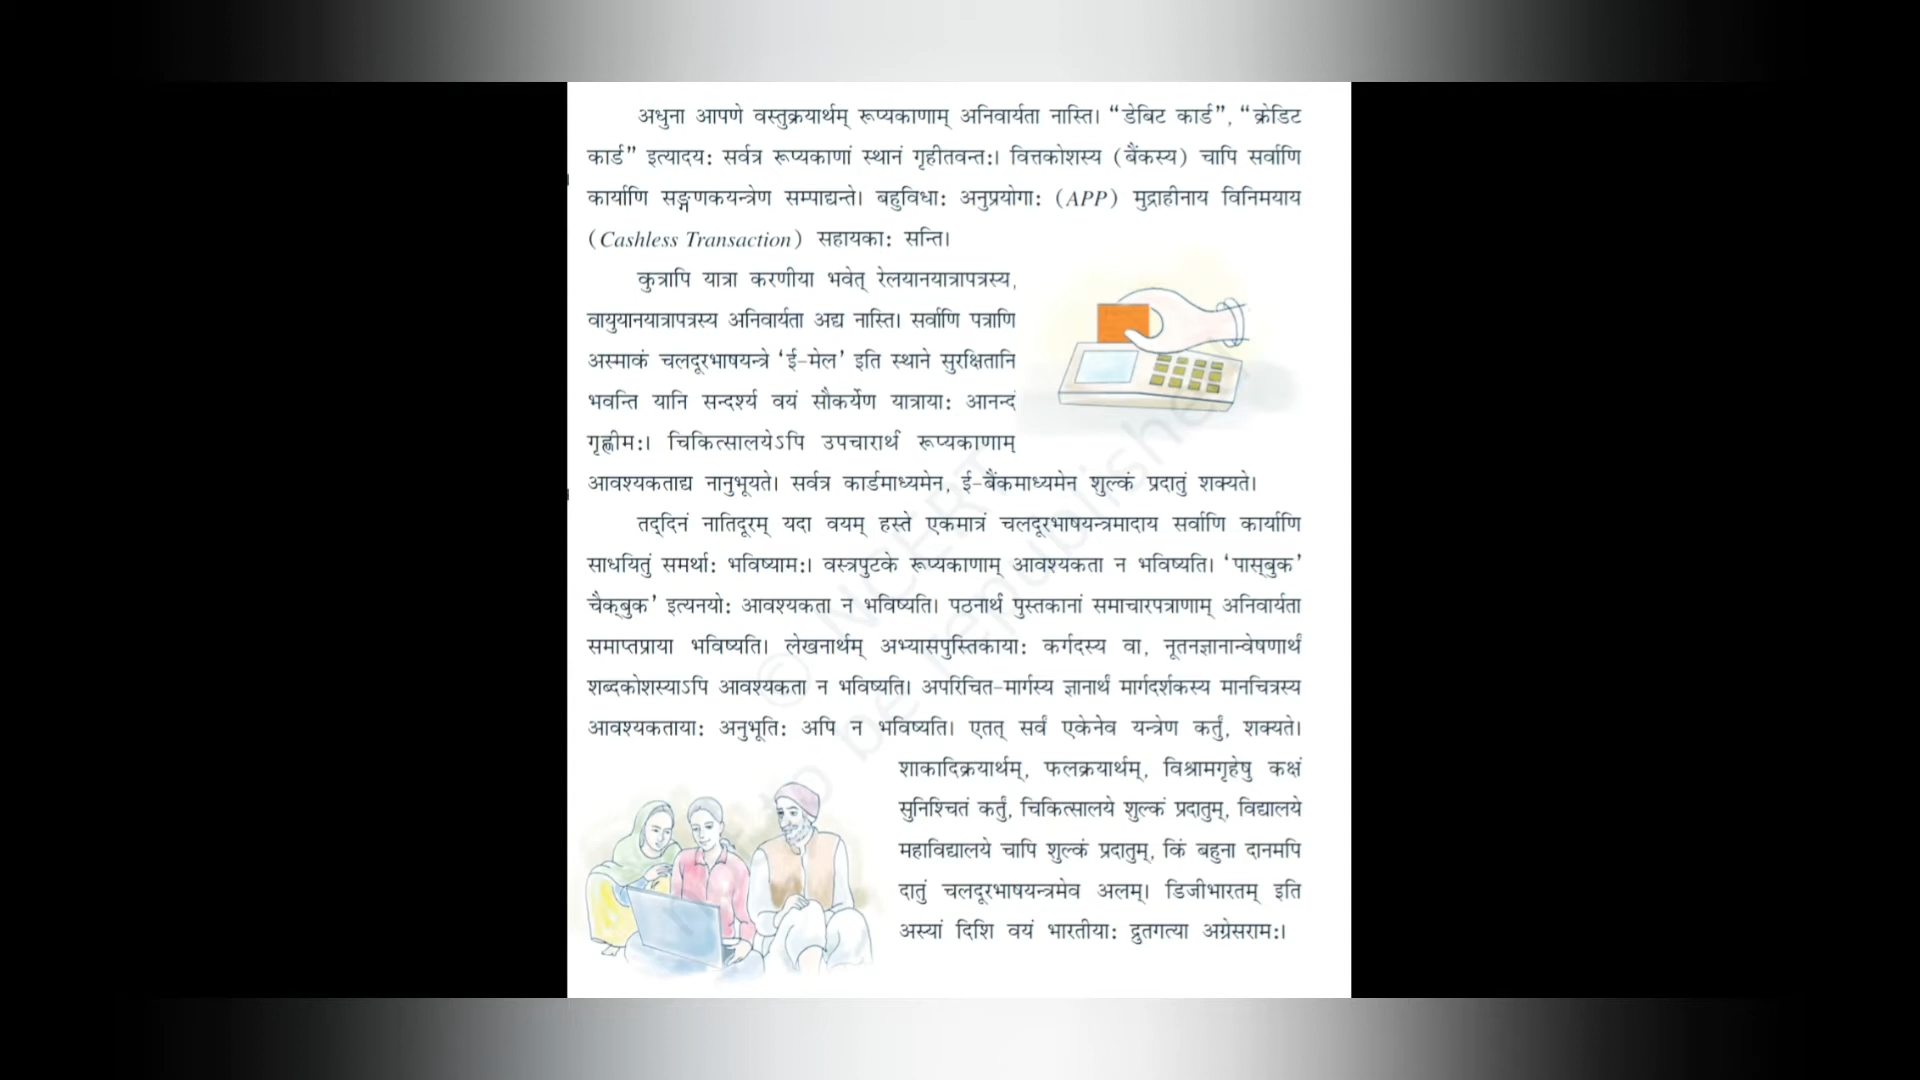 अधुना आपणे वस्तुक्रयार्थम् रूप्यकाणाम् अनिवार्यता नास्ति। “डेबिट कार्ड”, “क्रेडिट
कार्ड” इत्यादयः सर्वत्र रूप्यकाणां स्थानं गृहीतवन्तः। वित्तकोशस्य (बैंकस्य) चापि सर्वाणि
कार्याणि सङ्गणकयन्त्रेण सम्पाद्यन्ते। बहुविधाः अनुप्रयोगाः (APP) मुद्राहीनाय विनिमयाय
(Cashless Transaction) सहायकाः सन्ति।
कुत्रापि यात्रा करणीया भवेत् रेलयानयात्रापत्रस्य,
वायुयानयात्रापत्रस्य अनिवार्यता अद्य नास्ति। सर्वाणि पत्राणि
अस्माकं चलदूरभाषयन्त्रे ‘ई-मेल’ इति स्थाने सुरक्षितानि
भवन्ति यानि सन्दर्श्य वयं सौकर्येण यात्रायाः आनन्दं
गृह्णीमः। चिकित्सालयेऽपि उपचारार्थं रूप्यकाणाम्
आवश्यकताद्य नानुभूयते। सर्वत्र कार्डमाध्यमेन, ई-बैंकमाध्यमेन शुल्कं प्रदातुं शक्यते।
तद्दिनं नातिदूरम् यदा वयम् हस्ते एकमात्रं चलदूरभाषयन्त्रमादाय सर्वाणि कार्याणि
साधयितुं समर्थाः भविष्यामः। वस्त्रपुटके रूप्यकाणाम् आवश्यकता न भविष्यति। ‘पास्बुक’
चैक्बुक’ इत्यनयोः आवश्यकता न भविष्यति। पठनार्थं पुस्तकानां समाचारपत्राणाम् अनिवार्यता
समाप्तप्राया भविष्यति। लेखनार्थम् अभ्यासपुस्तिकायाः कर्गदस्य वा, नूतनज्ञानान्वेषणार्थं
शब्दकोशस्याऽपि आवश्यकता न भविष्यति। अपरिचित-मार्गस्य ज्ञानार्थं मार्गदर्शकस्य मानचित्रस्य
आवश्यकतायाः अनुभूतिः अपि न भविष्यति। एतत् सर्वं एकेनेव यन्त्रेण कर्तुं, शक्यते।
शाकादिक्रयार्थम्, फलक्रयार्थम्, विश्रामगृहेषु कक्षं
सुनिश्चितं कर्तुं, चिकित्सालये शुल्कं प्रदातुम्, विद्यालये
महाविद्यालये चापि शुल्कं प्रदातुम्, किं बहुना दानमपि
दातुं चलदूरभाषयन्त्रमेव अलम्। डिजीभारतम् इति
अस्यां दिशि वयं भारतीयाः द्रुतगत्या अग्रेसरामः।
© NCERT
to be republished